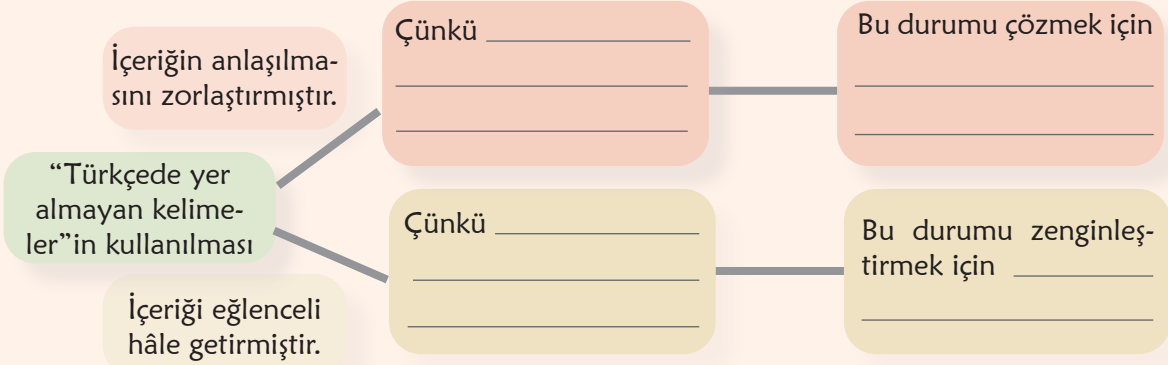 İçeriğin anlaşılma-
sını zorlaştırmıştır.
Çünkü
Bu durumu çözmek için
“Türkçede yer
almayan kelime-
ler”in kullanılması
Çünkü
Bu durumu zenginleş-
tirmek için
İçeriği eğlenceli
hâle getirmiştir.